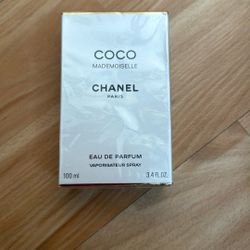 COCO
MADEMOISELLE
CHANEL
PARIS
EAU DE PARFUM
VAPORISATEUR SPRAY
100 ml 3.4 FL. OZ.